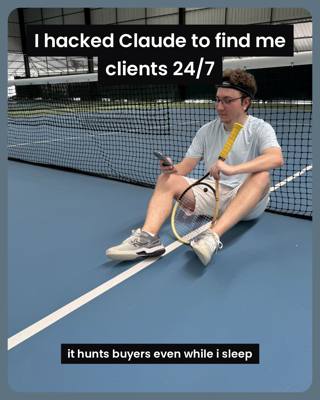 I hacked Claude to find me
clients 24/7
it hunts buyers even while i sleep